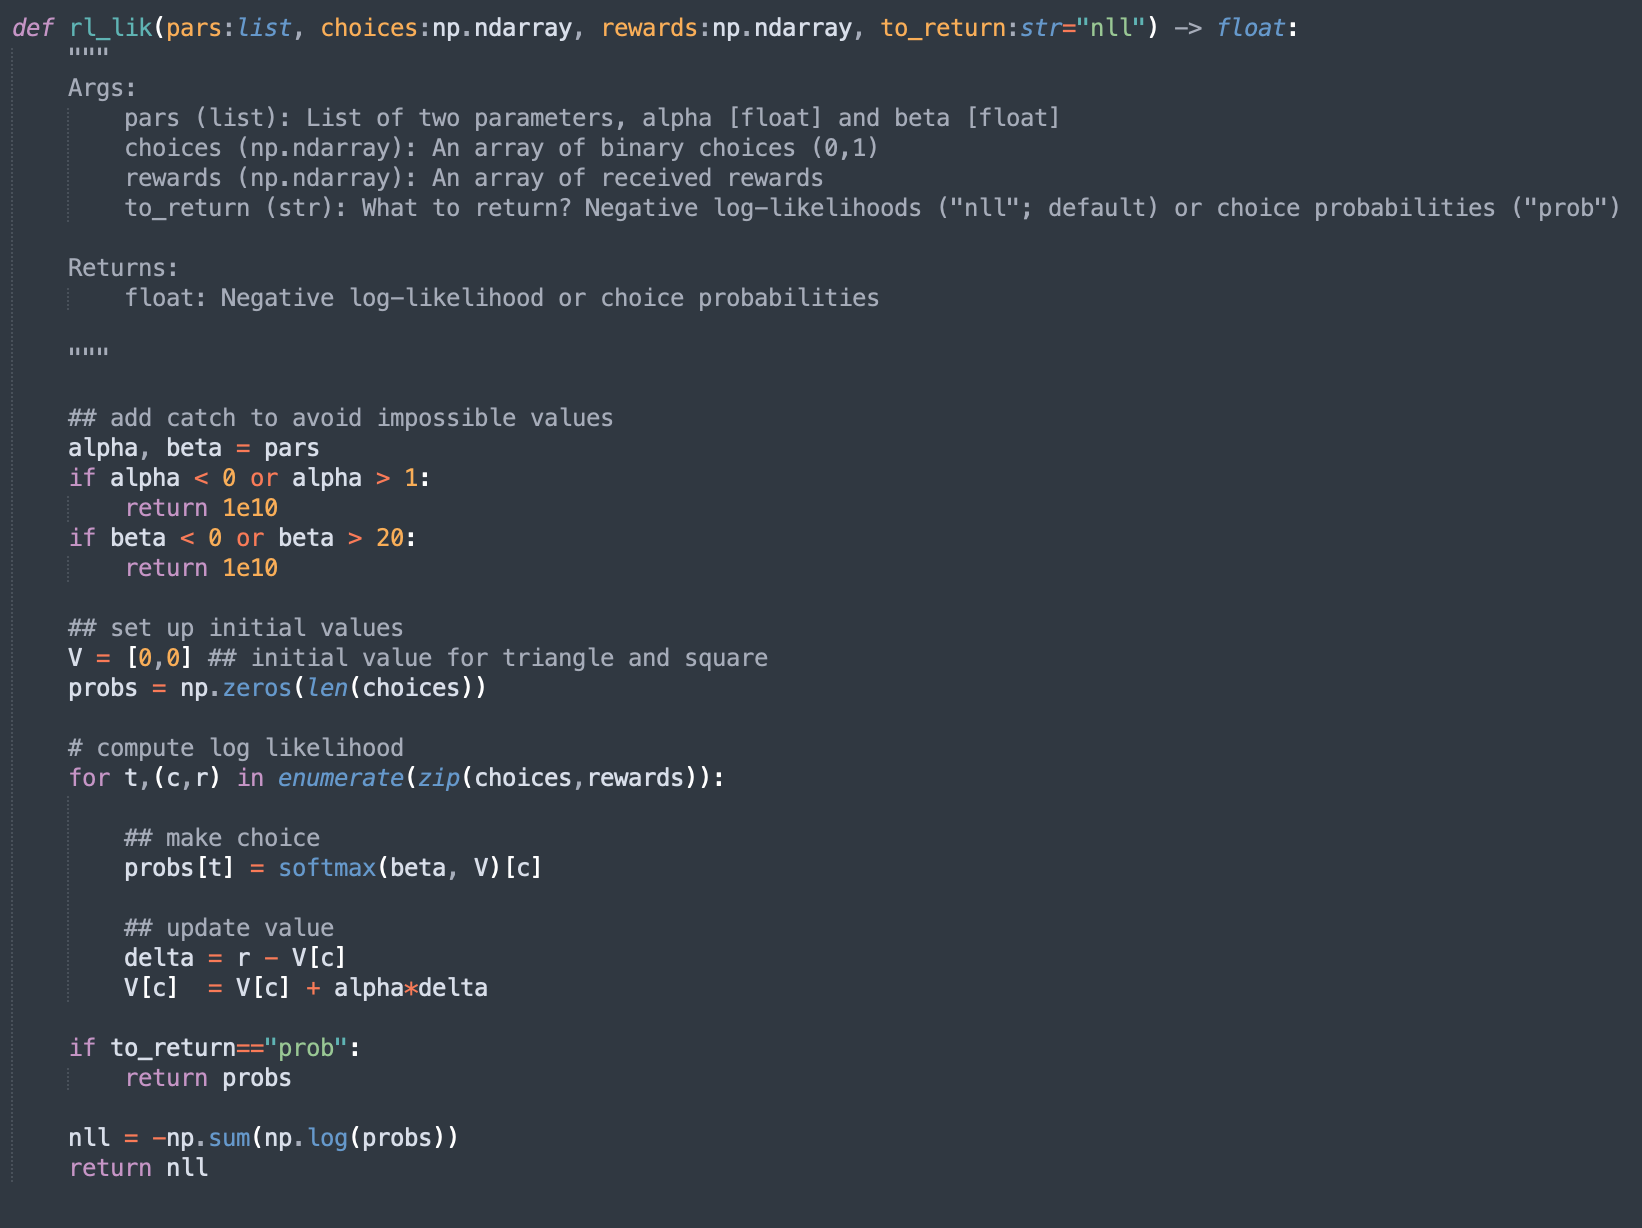 def rl_lik(pars:list, choices:np.ndarray, rewards:np.ndarray, to_return:str="nll") -> float:
    """
    Args:
        pars (list): List of two parameters, alpha [float] and beta [float]
        choices (np.ndarray): An array of binary choices (0,1)
        rewards (np.ndarray): An array of received rewards
        to_return (str): What to return? Negative log-likelihoods ("nll"; default) or choice probabilities ("prob")

    Returns:
        float: Negative log-likelihood or choice probabilities

    """

    ## add catch to avoid impossible values
    alpha, beta = pars
    if alpha < 0 or alpha > 1:
        return 1e10
    if beta < 0 or beta > 20:
        return 1e10

    ## set up initial values
    V = [0,0] ## initial value for triangle and square
    probs = np.zeros(len(choices))

    # compute log likelihood
    for t,(c,r) in enumerate(zip(choices,rewards)):

        ## make choice
        probs[t] = softmax(beta, V)[c]

        ## update value
        delta = r - V[c]
        V[c]  = V[c] + alpha*delta

    if to_return=="prob":
        return probs

    nll = -np.sum(np.log(probs))
    return nll